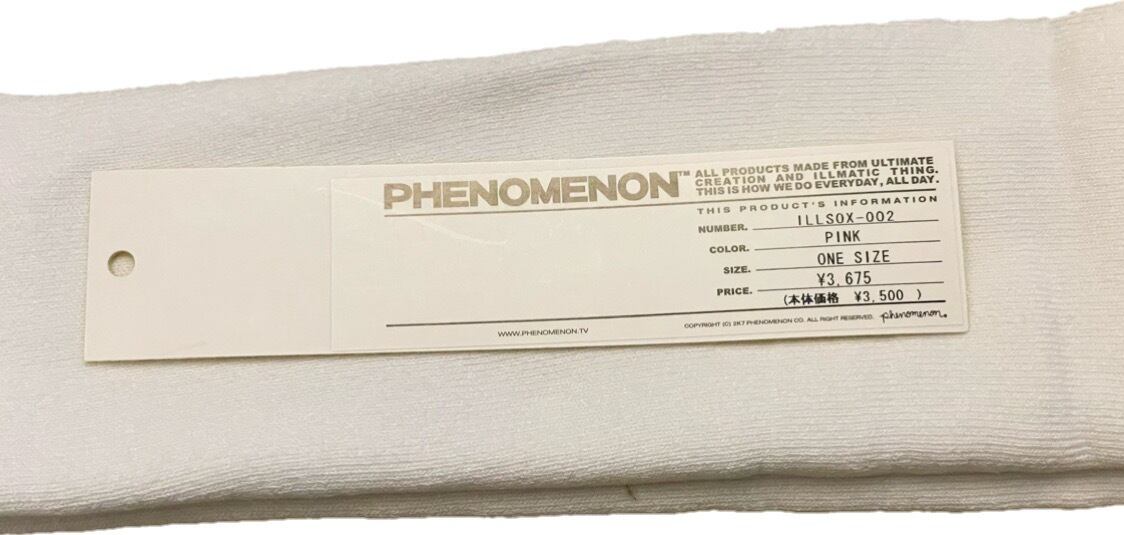 PHENOMENON™
ALL PRODUCTS MADE FROM ULTIMATE
CREATION AND ILLMATIC THING.
THIS IS HOW WE DO EVERYDAY, ALL DAY.
THIS PRODUCT'S INFORMATION
NUMBER. ILLSOX-002
COLOR. PINK
SIZE. ONE SIZE
PRICE. ¥3,675
(本体価格 ¥3,500 )
WWW.PHENOMENON.TV
COPYRIGHT (C) 2K7 PHENOMENON CO. ALL RIGHT RESERVED. phenomenon.